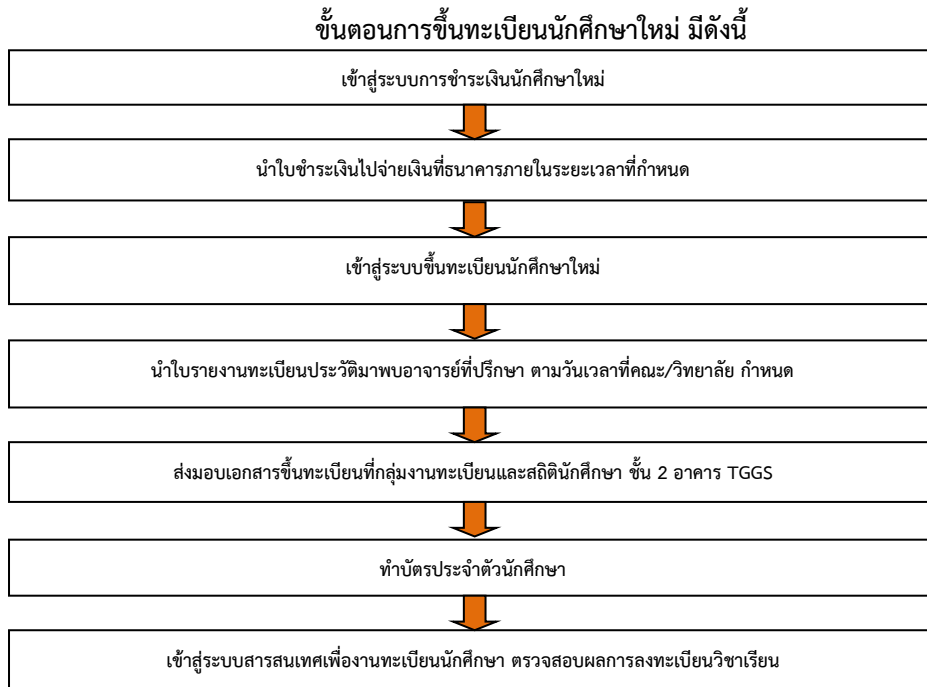 ขั้นตอนการขึ้นทะเบียนนักศึกษาใหม่ มีดังนี้
เข้าสู่ระบบการชำระเงินนักศึกษาใหม่
นำใบชำระเงินไปจ่ายเงินที่ธนาคารภายในระยะเวลาที่กำหนด
เข้าสู่ระบบขึ้นทะเบียนนักศึกษาใหม่
นำใบรายงานทะเบียนประวัติมาพบอาจารย์ที่ปรึกษา ตามวันเวลาที่คณะ/วิทยาลัย กำหนด
ส่งมอบเอกสารขึ้นทะเบียนที่กลุ่มงานทะเบียนและสถิตินักศึกษา ชั้น 2 อาคาร TGGS
ทำบัตรประจำตัวนักศึกษา
เข้าสู่ระบบสารสนเทศเพื่องานทะเบียนนักศึกษา ตรวจสอบผลการลงทะเบียนวิชาเรียน